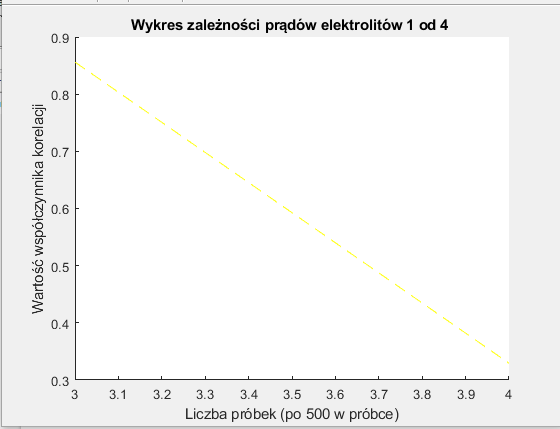 Wykres zależności prądów elektrolitów 1 od 4
0.9
0.8
0.7
0.6
0.5
0.4
0.3
Wartość współczynnika korelacji
3 3.1 3.2 3.3 3.4 3.5 3.6 3.7 3.8 3.9 4
Liczba próbek (po 500 w próbce)